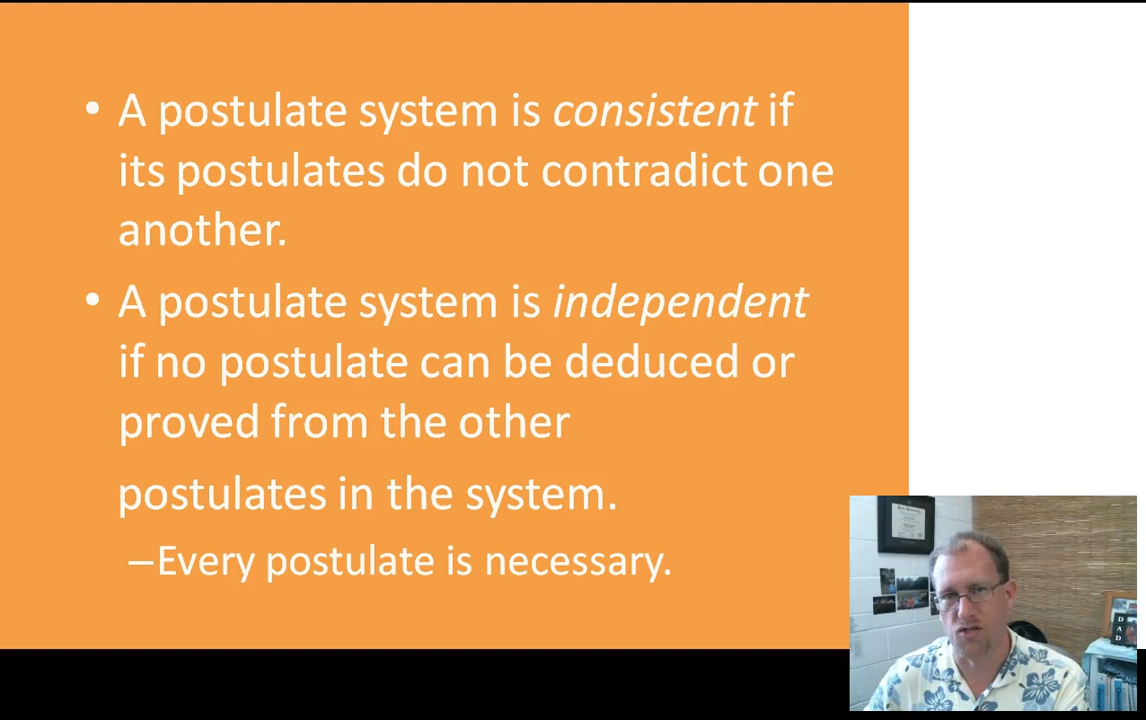 • A postulate system is consistent if
its postulates do not contradict one
another.
• A postulate system is independent
if no postulate can be deduced or
proved from the other
postulates in the system.
–Every postulate is necessary.
DAD